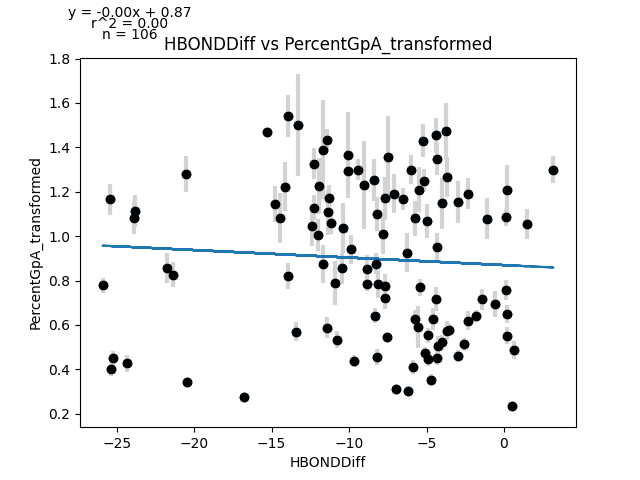 y = -0.00x + 0.87
r^2 = 0.00
n = 106
HBONDDiff vs PercentGpA_transformed
1.8
1.6
1.4
1.2
1.0
0.8
0.6
0.4
0.2
PercentGpA_transformed
−25
−20
−15
−10
−5
0
HBONDDiff